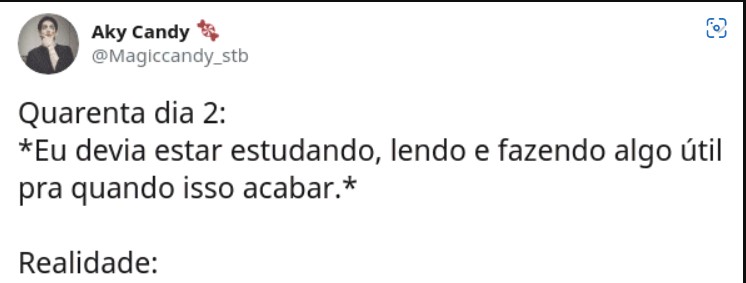 Aky Candy 🍬
@Magiccandy_stb
Quarenta dia 2:
*Eu devia estar estudando, lendo e fazendo algo útil
pra quando isso acabar.*
Realidade: